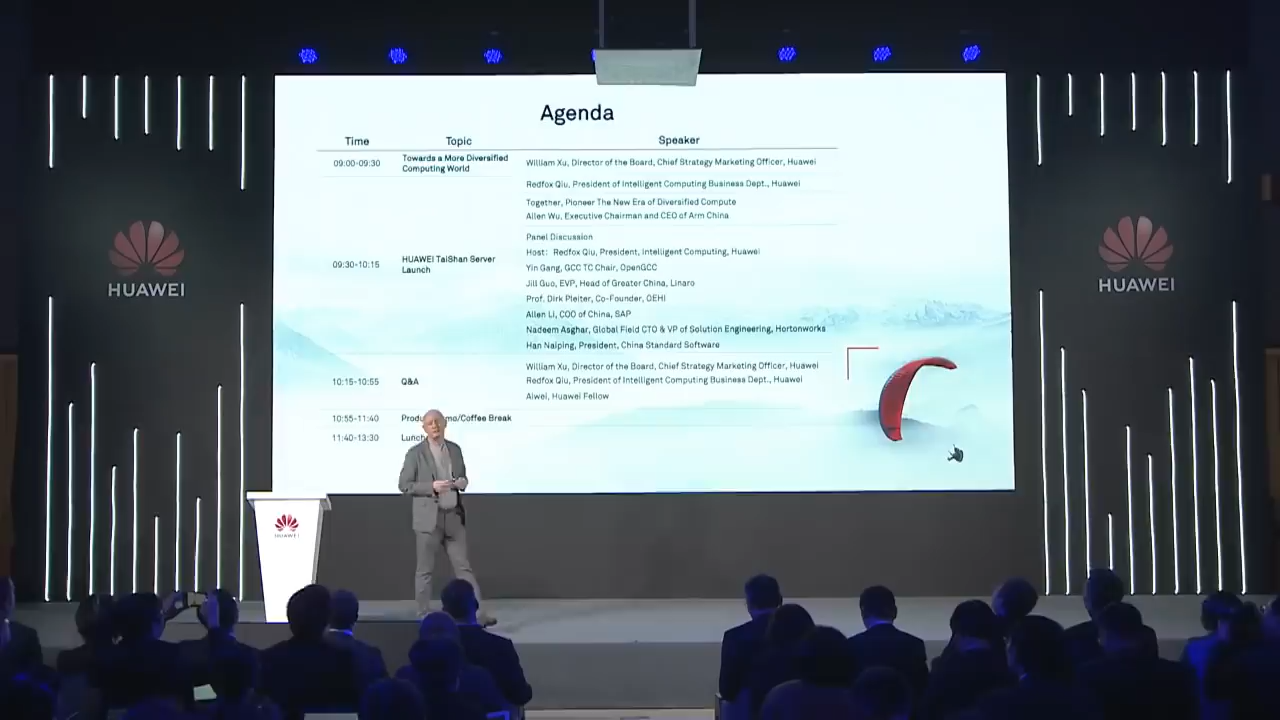 Agenda
Time Topic Speaker
09:00-09:30 Towards a More Diversified Computing World William Xu, Director of the Board, Chief Strategy Marketing Officer, Huawei
Redfox Qiu, President of Intelligent Computing Business Dept., Huawei
Together, Pioneer The New Era of Diversified Compute
Allen Wu, Executive Chairman and CEO of Arm China
09:30-10:15 HUAWEI TaiShan Server Launch
Panel Discussion
Host: Redfox Qiu, President, Intelligent Computing, Huawei
Yin Gang, GCC TC Chair, OpenGCC
Jill Guo, EVP, Head of Greater China, Linaro
Prof. Dirk Pleiter, Co-Founder, OEHI
Allen Li, COO of China, SAP
Nadeem Asghar, Global Field CTO & VP of Solution Engineering, Hortonworks
Han Naiping, President, China Standard Software
William Xu, Director of the Board, Chief Strategy Marketing Officer, Huawei
10:15-10:55 Q&A Redfox Qiu, President of Intelligent Computing Business Dept., Huawei
Aiwei, Huawei Fellow
10:55-11:40 /Coffee Break
11:40-13:30 Lunch
HUAWEI
HUAWEI
HUAWEI